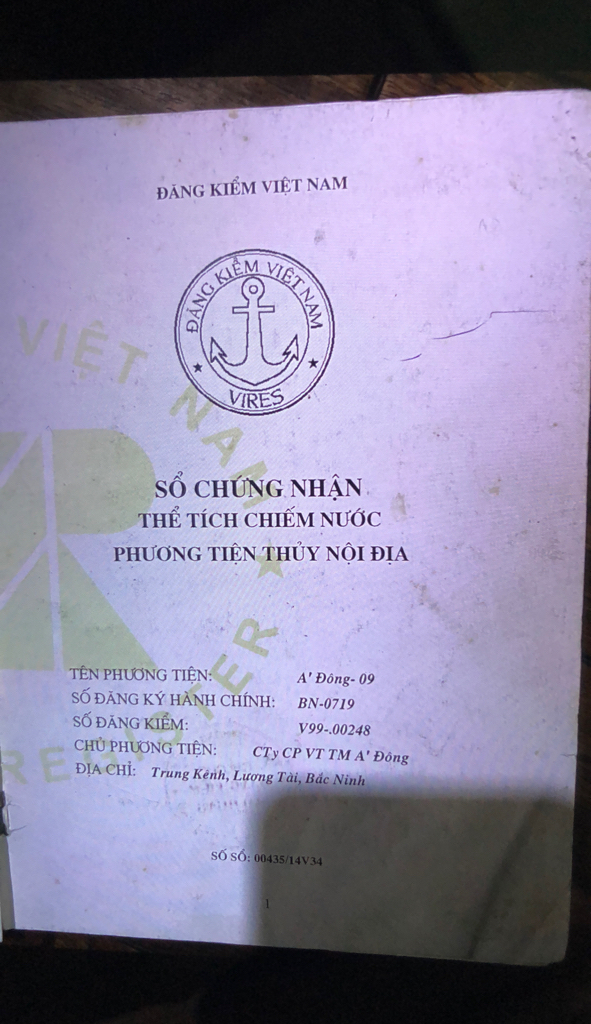 ĐĂNG KIỂM VIỆT NAM
ĐĂNG KIỂM VIỆT NAM
VIRES
VIỆT NAM
REGISTER
SỔ CHỨNG NHẬN
THỂ TÍCH CHIẾM NƯỚC
PHƯƠNG TIỆN THỦY NỘI ĐỊA
TÊN PHƯƠNG TIỆN: A' Đông- 09
SỐ ĐĂNG KÝ HÀNH CHÍNH: BN-0719
SỐ ĐĂNG KIỂM: V99-.00248
CHỦ PHƯƠNG TIỆN: CTy CP VT TM A' Đông
ĐỊA CHỈ: Trung Kênh, Lương Tài, Bắc Ninh
SỐ SỔ: 00435/14V34
1